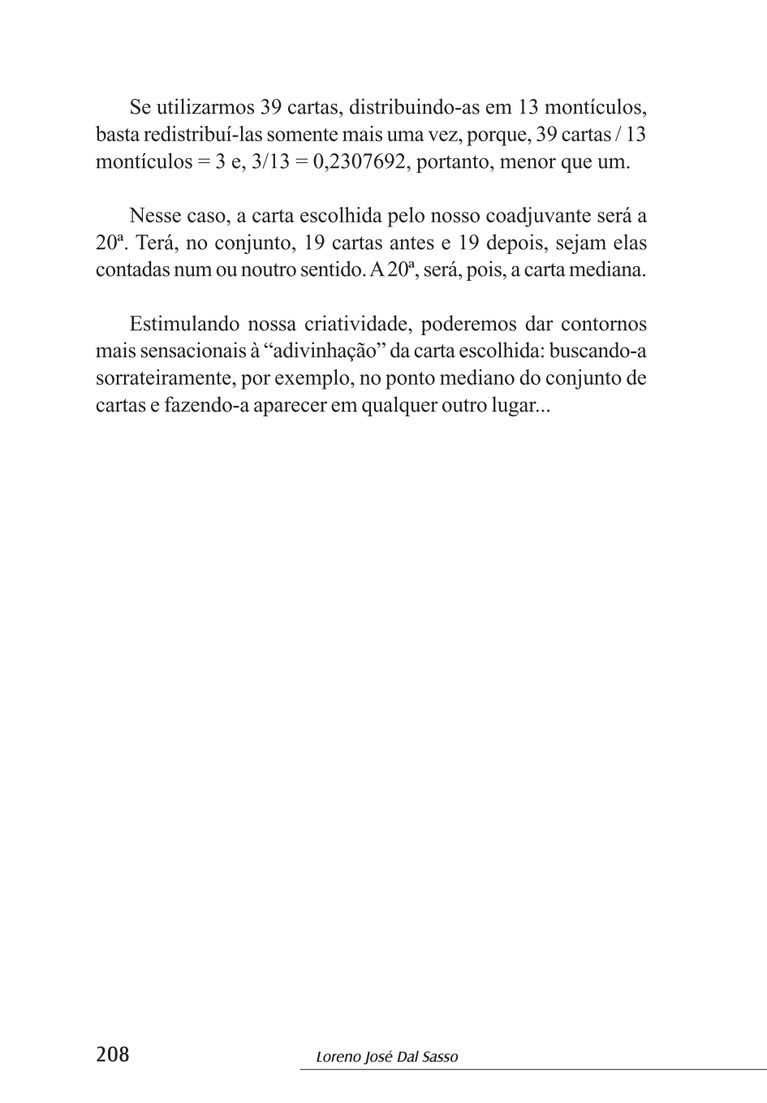 Se utilizarmos 39 cartas, distribuindo-as em 13 montículos,
basta redistribuí-las somente mais uma vez, porque, 39 cartas / 13
montículos = 3 e, 3/13 = 0,2307692, portanto, menor que um.
Nesse caso, a carta escolhida pelo nosso coadjuvante será a
20ª. Terá, no conjunto, 19 cartas antes e 19 depois, sejam elas
contadas num ou noutro sentido. A 20ª, será, pois, a carta mediana.
Estimulando nossa criatividade, poderemos dar contornos
mais sensacionais à “adivinhação” da carta escolhida: buscando-a
sorrateiramente, por exemplo, no ponto mediano do conjunto de
cartas e fazendo-a aparecer em qualquer outro lugar...
208 Loreno José Dal Sasso